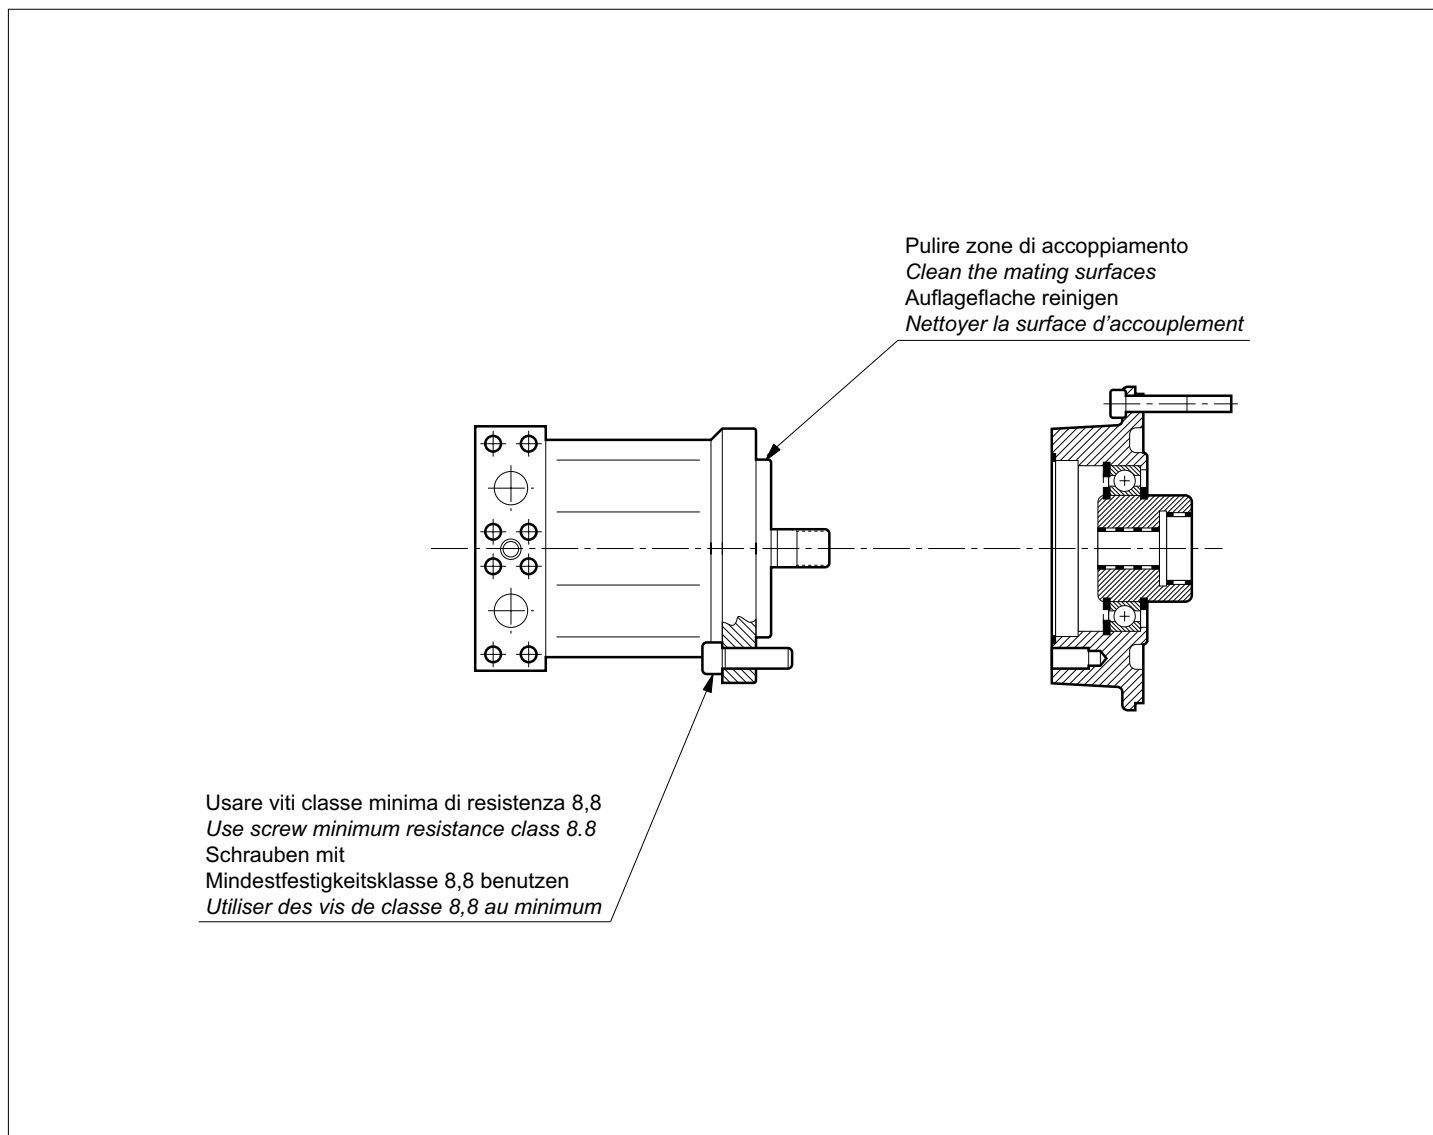 Pulire zone di accoppiamento
Clean the mating surfaces
Auflageflache reinigen
Nettoyer la surface d'accouplement
Usare viti classe minima di resistenza 8,8
Use screw minimum resistance class 8.8
Schrauben mit
Mindestfestigkeitsklasse 8,8 benutzen
Utiliser des vis de classe 8,8 au minimum